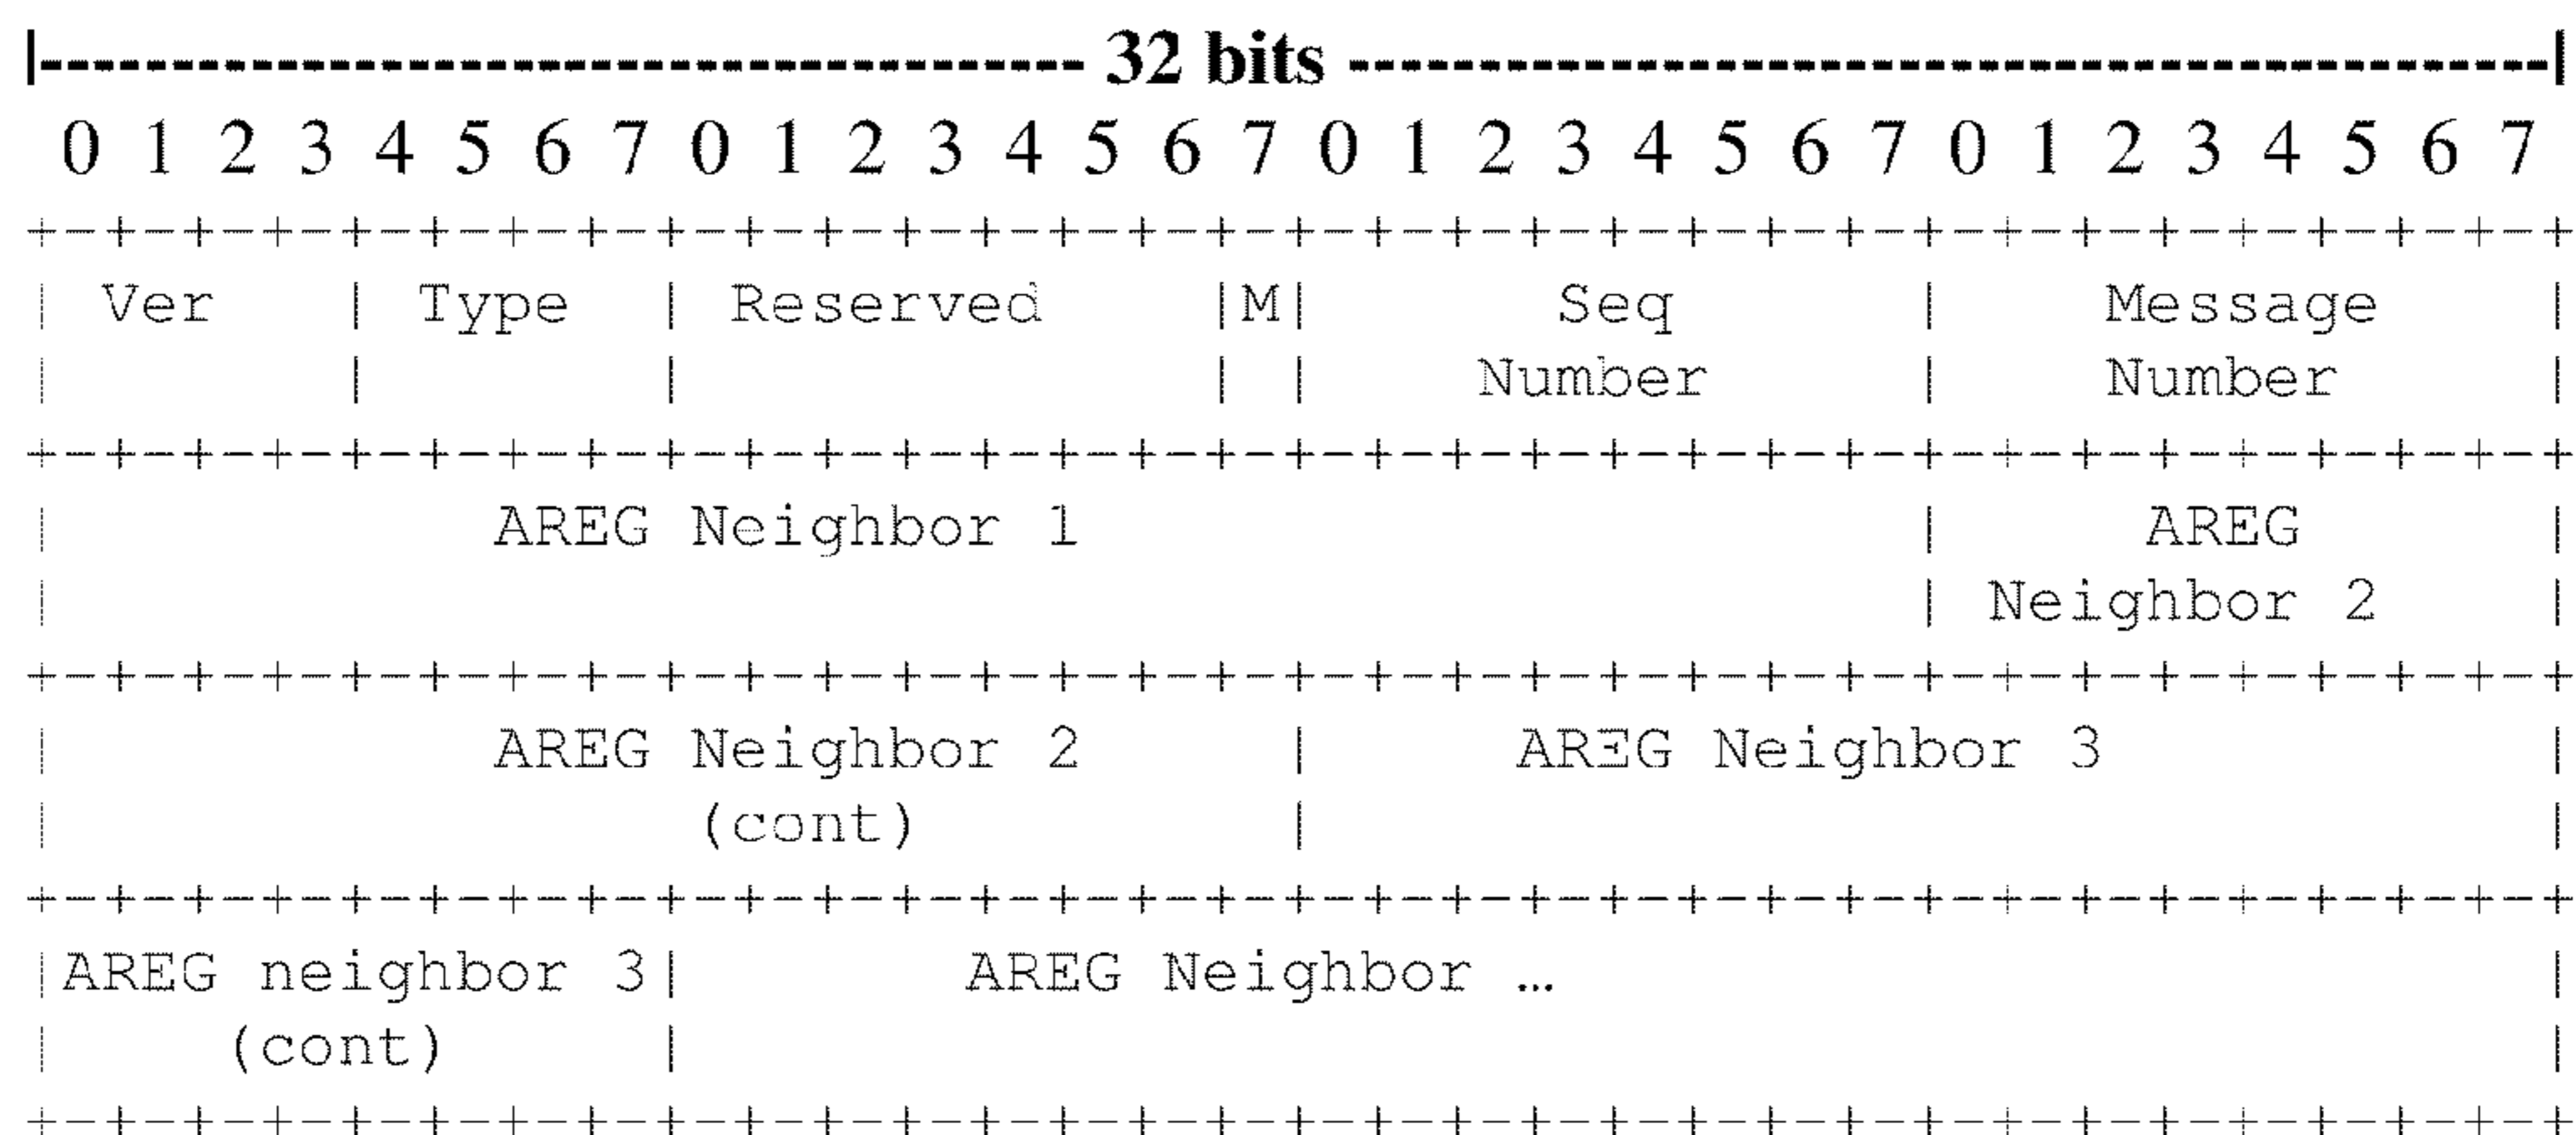 |---------------------------------------- 32 bits ----------------------------------------------|
0 1 2 3 4 5 6 7 0 1 2 3 4 5 6 7 0 1 2 3 4 5 6 7 0 1 2 3 4 5 6 7
+-+-+-+-+-+-+-+-+-+-+-+-+-+-+-+-+-+-+-+-+-+-+-+-+-+-+-+-+-+-+-+-+
| Ver | Type | Reserved |M| Seq | Message |
| | | | | Number | Number |
+-+-+-+-+-+-+-+-+-+-+-+-+-+-+-+-+-+-+-+-+-+-+-+-+-+-+-+-+-+-+-+-+
| AREG Neighbor 1 | AREG |
| | Neighbor 2 |
+-+-+-+-+-+-+-+-+-+-+-+-+-+-+-+-+-+-+-+-+-+-+-+-+-+-+-+-+-+-+-+-+
| AREG Neighbor 2 | AREG Neighbor 3 |
| (cont) | |
+-+-+-+-+-+-+-+-+-+-+-+-+-+-+-+-+-+-+-+-+-+-+-+-+-+-+-+-+-+-+-+-+
|AREG neighbor 3| AREG Neighbor … |
| (cont) | |
+-+-+-+-+-+-+-+-+-+-+-+-+-+-+-+-+-+-+-+-+-+-+-+-+-+-+-+-+-+-+-+-+